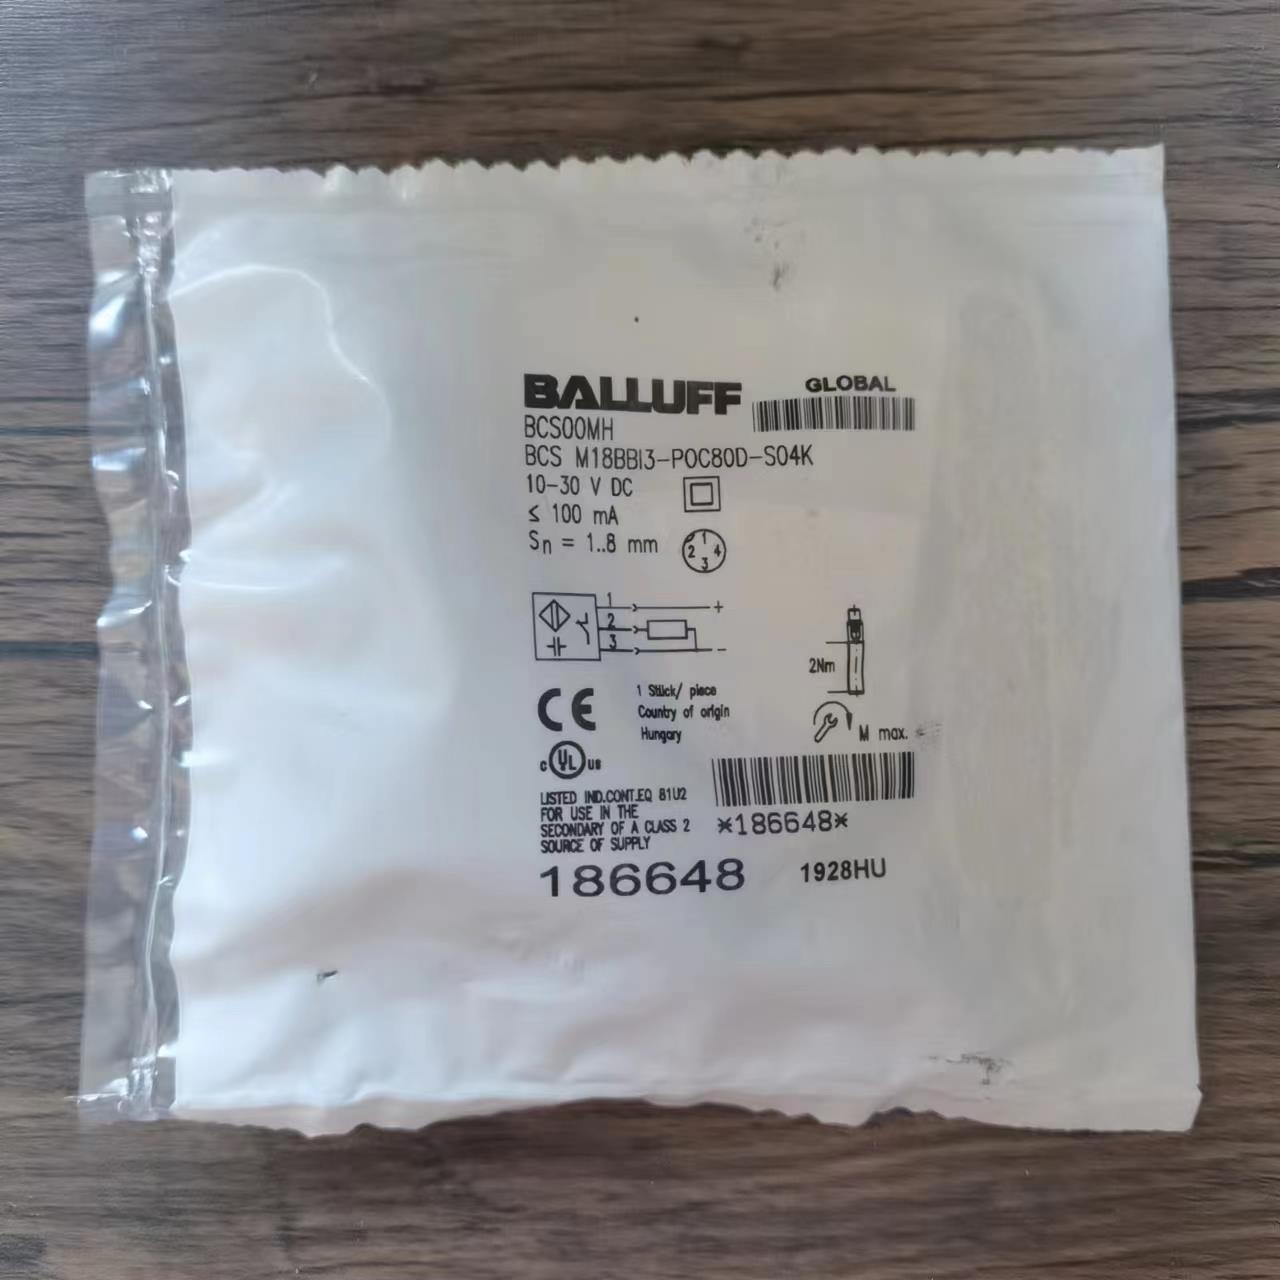 BALLUFF
GLOBAL
BCS00MH
BCS M18BBI3-POC80D-S04K
10-30 V DC
≤ 100 mA
Sn = 1..8 mm
1
2 4
3
1 +
2
3 -
2Nm
CE
1 Stück/ piece
Country of origin
Hungary
M max.
c UL us
LISTED IND.CONT.EQ 81U2
FOR USE IN THE
SECONDARY OF A CLASS 2
SOURCE OF SUPPLY
*186648*
186648
1928HU